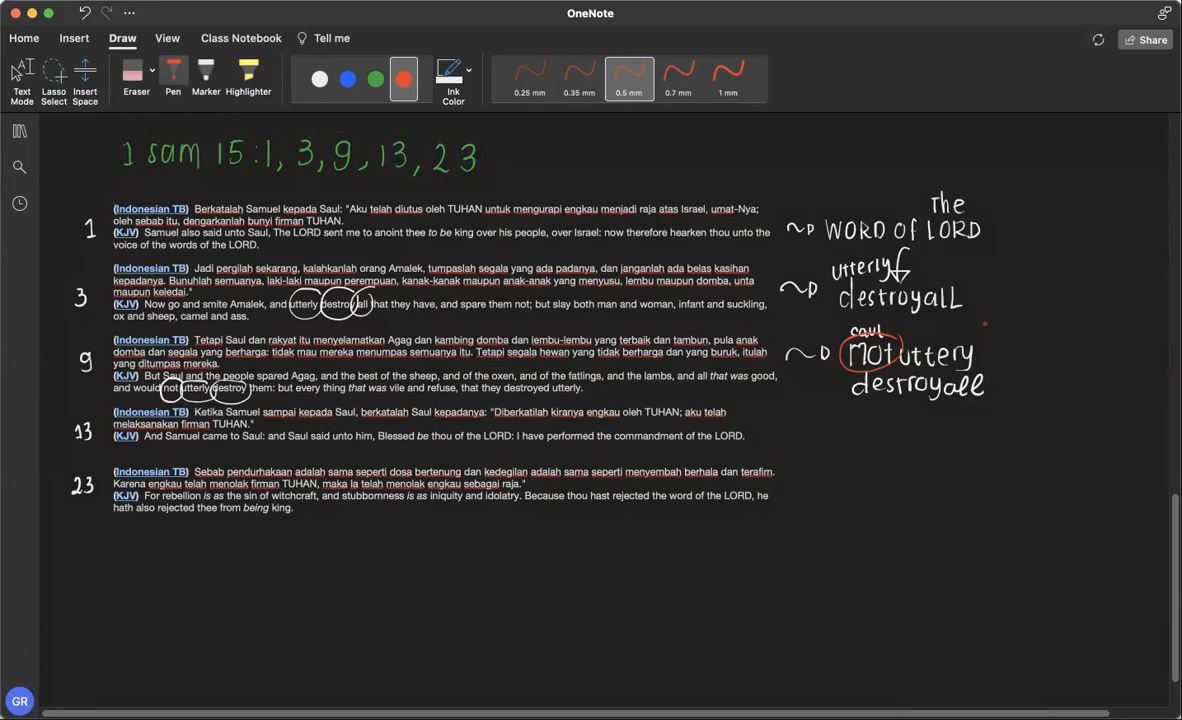 OneNote
Home Insert Draw View Class Notebook Tell me
Share
Text Mode
Lasso Select
Insert Space
Eraser
Pen
Marker
Highlighter
Ink Color
0.25 mm
0.35 mm
0.5 mm
0.7 mm
1 mm
1 sam 15:1, 3, 9, 13, 23
1
(Indonesian TB) Berkatalah Samuel kepada Saul: "Aku telah diutus oleh TUHAN untuk mengurapi engkau menjadi raja atas Israel, umat-Nya;
oleh sebab itu, dengarkanlah bunyi firman TUHAN.
(KJV) Samuel also said unto Saul, The LORD sent me to anoint thee to be king over his people, over Israel: now therefore hearken thou unto the
voice of the words of the LORD.
The
WORD OF LORD
3
(Indonesian TB) Jadi pergilah sekarang, kalahkanlah orang Amalek, tumpaslah segala yang ada padanya, dan janganlah ada belas kasihan
kepadanya. Bunuhlah semuanya, laki-laki maupun perempuan, kanak-kanak maupun anak-anak yang menyusu, lembu maupun domba, unta
maupun keledai."
(KJV) Now go and smite Amalek, and utterly destroy all that they have, and spare them not; but slay both man and woman, infant and suckling,
ox and sheep, camel and ass.
utterly
destroy all
9
(Indonesian TB) Tetapi Saul dan rakyat itu menyelamatkan Agag dan kambing domba dan lembu-lembu yang terbaik dan tambun, pula anak
domba dan segala yang berharga: tidak mau mereka menumpas semuanya itu. Tetapi segala hewan yang tidak berharga dan yang buruk, itulah
yang ditumpas mereka.
(KJV) But Saul and the people spared Agag, and the best of the sheep, and of the oxen, and of the fatlings, and the lambs, and all that was good,
and would not utterly destroy them: but every thing that was vile and refuse, that they destroyed utterly.
saul
not uttery
destroy all
13
(Indonesian TB) Ketika Samuel sampai kepada Saul, berkatalah Saul kepadanya: "Diberkatilah kiranya engkau oleh TUHAN; aku telah
melaksanakan firman TUHAN."
(KJV) And Samuel came to Saul: and Saul said unto him, Blessed be thou of the LORD: I have performed the commandment of the LORD.
23
(Indonesian TB) Sebab pendurhakaan adalah sama seperti dosa bertenung dan kedegilan adalah sama seperti menyembah berhala dan terafim.
Karena engkau telah menolak firman TUHAN, maka Ia telah menolak engkau sebagai raja."
(KJV) For rebellion is as the sin of witchcraft, and stubbornness is as iniquity and idolatry. Because thou hast rejected the word of the LORD, he
hath also rejected thee from being king.
GR